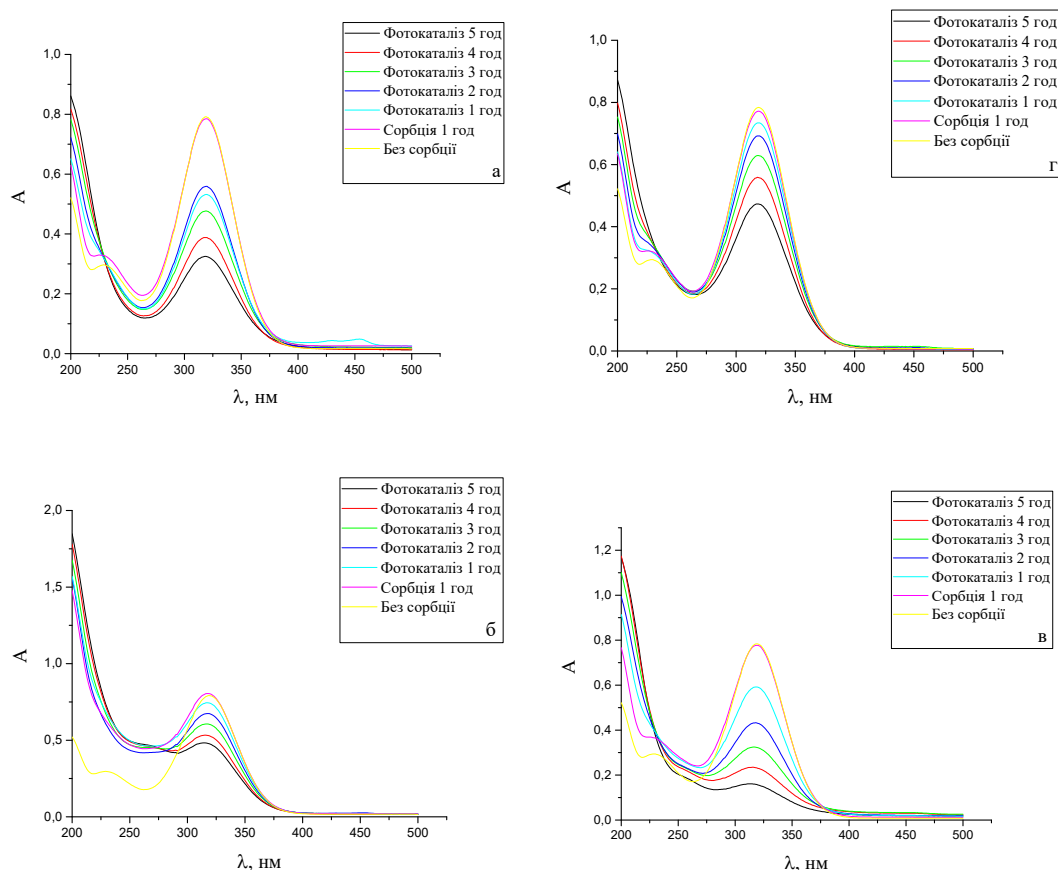 Фотокаталіз 5 год
Фотокаталіз 4 год
Фотокаталіз 3 год
Фотокаталіз 2 год
Фотокаталіз 1 год
Сорбція 1 год
Без сорбції
а
1,0
0,8
0,6
0,4
0,2
0,0
A
200 250 300 350 400 450 500
λ, нм
Фотокаталіз 5 год
Фотокаталіз 4 год
Фотокаталіз 3 год
Фотокаталіз 2 год
Фотокаталіз 1 год
Сорбція 1 год
Без сорбції
г
1,0
0,8
0,6
0,4
0,2
0,0
A
200 250 300 350 400 450 500
λ, нм
Фотокаталіз 5 год
Фотокаталіз 4 год
Фотокаталіз 3 год
Фотокаталіз 2 год
Фотокаталіз 1 год
Сорбція 1 год
Без сорбції
б
2,0
1,5
1,0
0,5
0,0
A
200 250 300 350 400 450 500
λ, нм
Фотокаталіз 5 год
Фотокаталіз 4 год
Фотокаталіз 3 год
Фотокаталіз 2 год
Фотокаталіз 1 год
Сорбція 1 год
Без сорбції
в
1,2
1,0
0,8
0,6
0,4
0,2
0,0
A
200 250 300 350 400 450 500
λ, нм